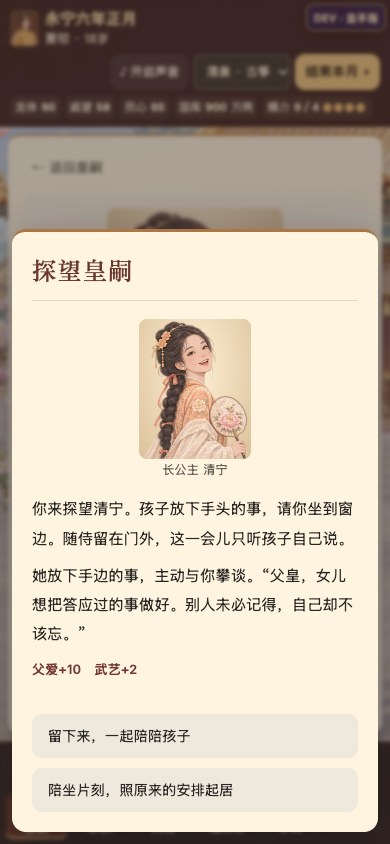 永宁六年正月
DEV
♪ 开启声音
清晨 · 古筝
结束本月 ›
← 返回皇嗣
探望皇嗣
长公主 清宁
你来探望清宁。孩子放下手头的事，请你坐到窗
边。随侍留在门外，这一会儿只听孩子自己说。
她放下手边的事，主动与你攀谈。“父皇，女儿
想把答应过的事做好。别人未必记得，自己却不
该忘。”
父爱+10 武艺+2
留下来，一起陪陪孩子
陪坐片刻，照原来的安排起居